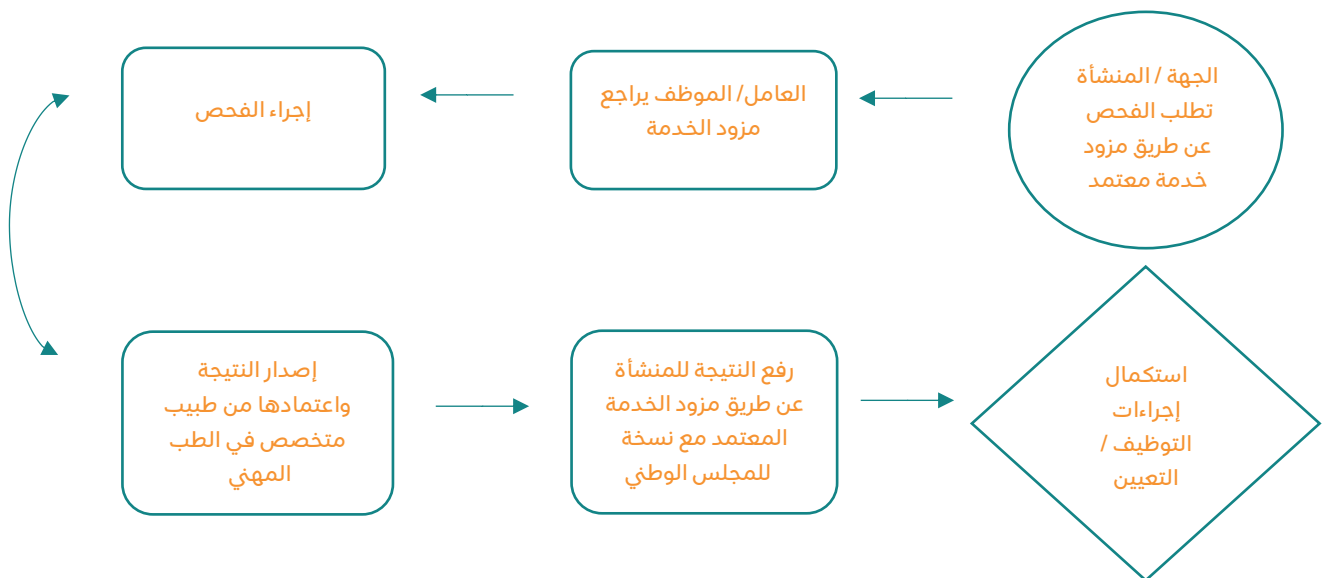 الجهة / المنشأة
تطلب الفحص
عن طريق مزود
خدمة معتمد
العامل/ الموظف يراجع
مزود الخدمة
إجراء الفحص
إصدار النتيجة
واعتمادها من طبيب
متخصص في الطب
المهني
رفع النتيجة للمنشأة
عن طريق مزود الخدمة
المعتمد مع نسخة
للمجلس الوطني
استكمال
إجراءات
التوظيف /
التعيين